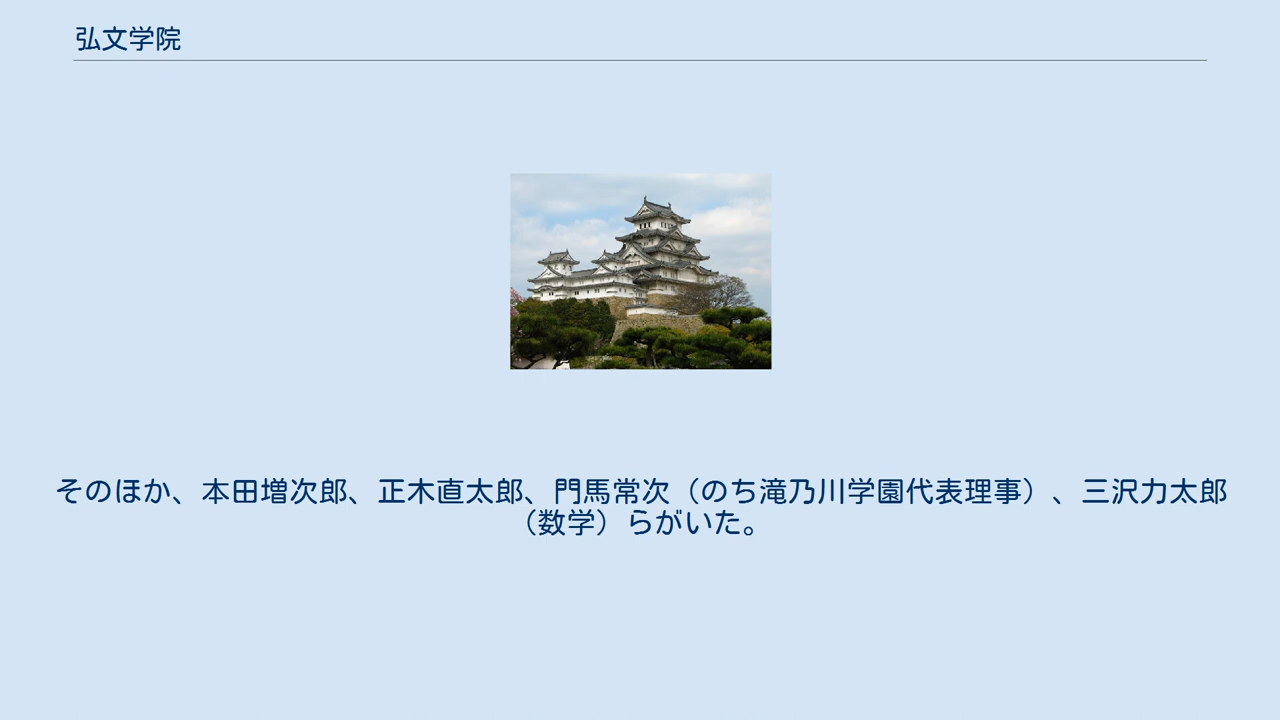 弘文学院
そのほか、本田増次郎、正木直太郎、門馬常次（のち滝乃川学園代表理事）、三沢力太郎
（数学）らがいた。